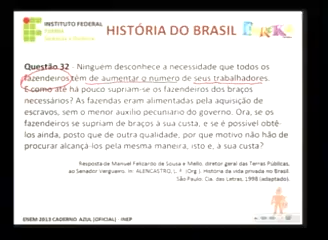 INSTITUTO FEDERAL
HISTÓRIA DO BRASIL
Questão 32 - Ninguem desconhece a necessidade que todos os
fazendeiros têm de aumentar o numero de seus trabalhadores.
E como até há pouco supriam-se os fazendeiros dos braços
necessários? As fazendas eram alimentadas pela aquisição de
escravos, sem o menor auxílio pecuniário do governo. Ora, se os
fazendeiros se supriam de braços à sua custa, e se é possível obtê-
los ainda, posto que de outra qualidade, por que motivo não hão de
procurar alcançá-los pela mesma maneira, isto é, à sua custa?
Resposta de Manuel Felizardo de Sousa e Mello, diretor geral das Terras Públicas,
ao Senador Vergueiro. In: ALENCASTRO, L. F. (Org.). História da vida privada no Brasil.
São Paulo: Cia. das Letras, 1998 (adaptado).
ENEM 2013 CADERNO AZUL (OFICIAL) - INEP